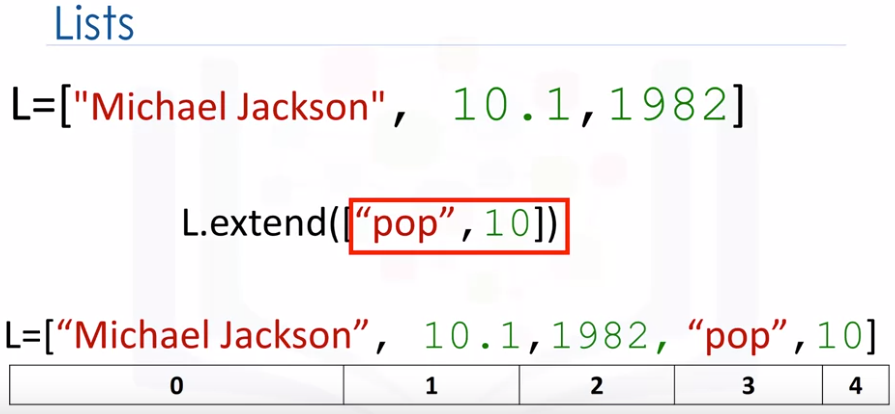 Lists
L=["Michael Jackson", 10.1,1982]
L.extend([“pop”,10])
L=[“Michael Jackson”, 10.1,1982, “pop”,10]
0 1 2 3 4